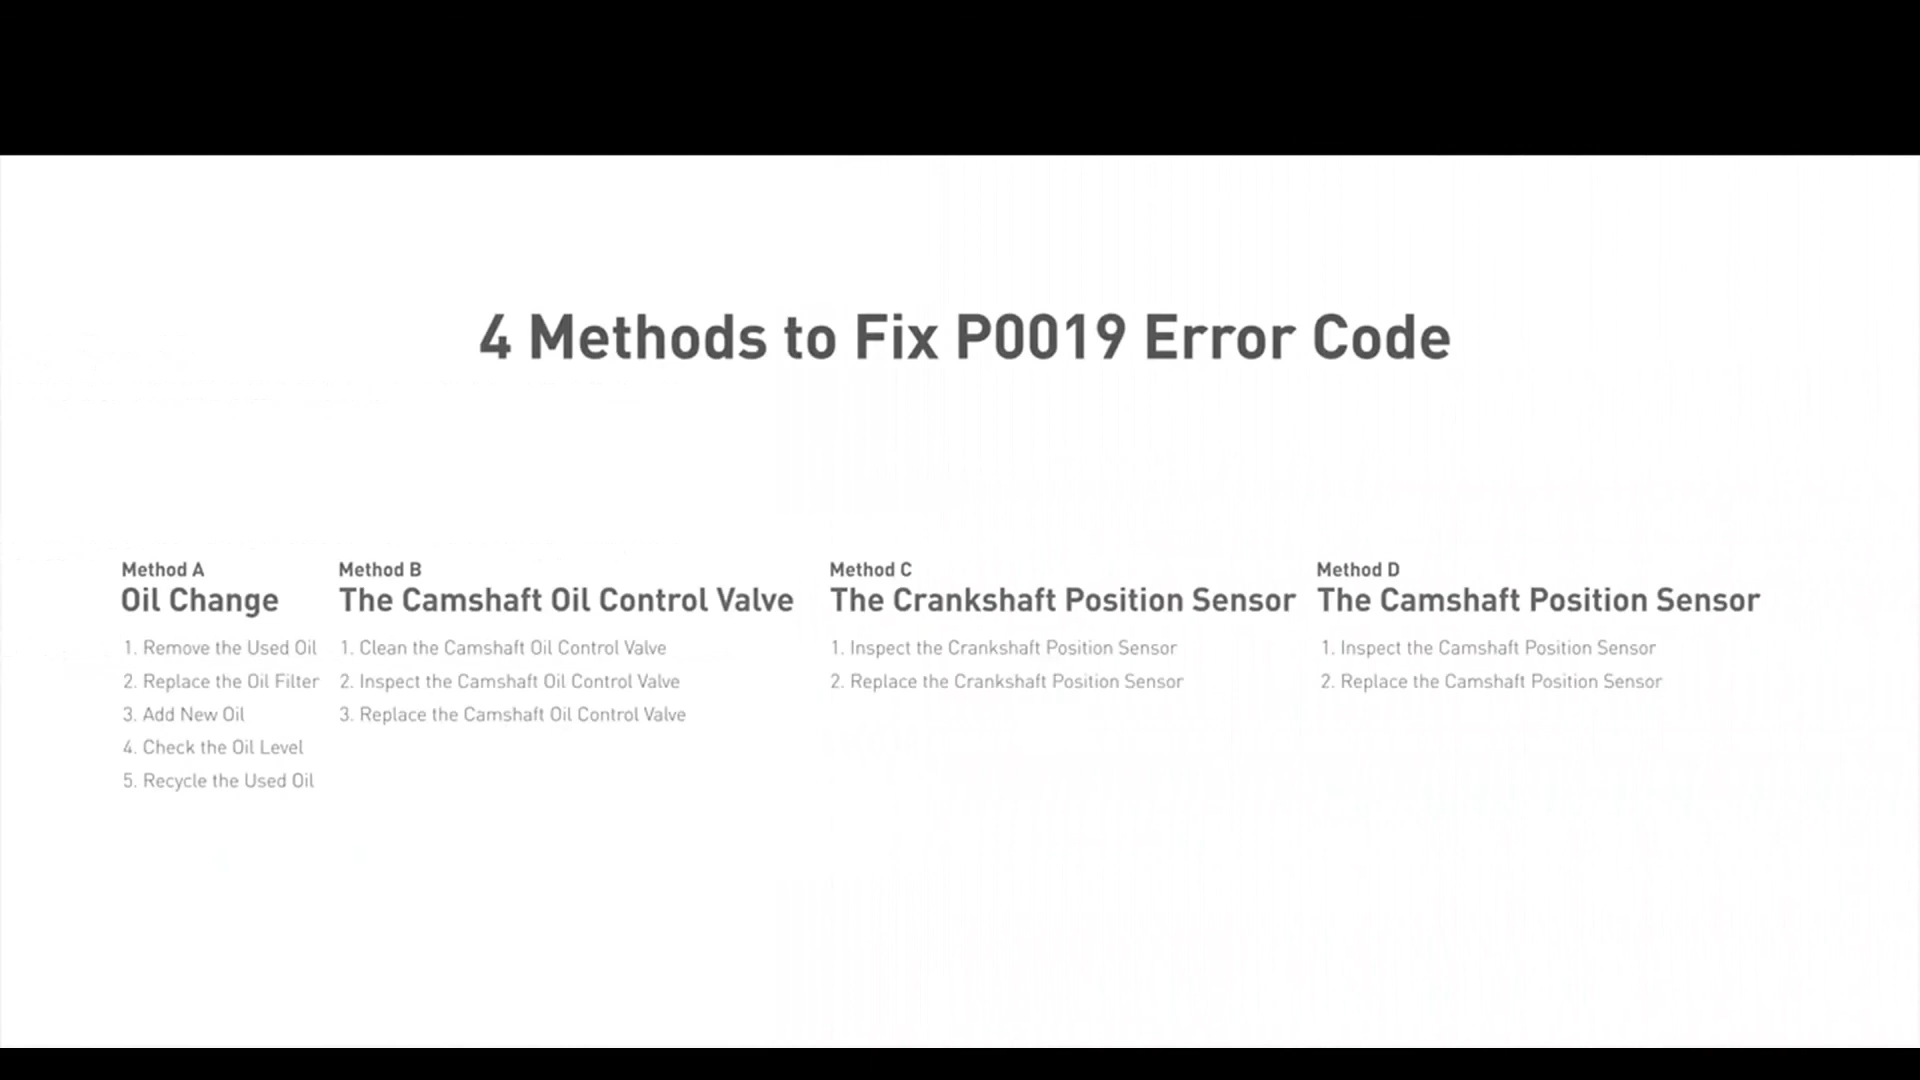 4 Methods to Fix P0019 Error Code
Method A
Oil Change
1. Remove the Used Oil
2. Replace the Oil Filter
3. Add New Oil
4. Check the Oil Level
5. Recycle the Used Oil
Method B
The Camshaft Oil Control Valve
1. Clean the Camshaft Oil Control Valve
2. Inspect the Camshaft Oil Control Valve
3. Replace the Camshaft Oil Control Valve
Method C
The Crankshaft Position Sensor
1. Inspect the Crankshaft Position Sensor
2. Replace the Crankshaft Position Sensor
Method D
The Camshaft Position Sensor
1. Inspect the Camshaft Position Sensor
2. Replace the Camshaft Position Sensor